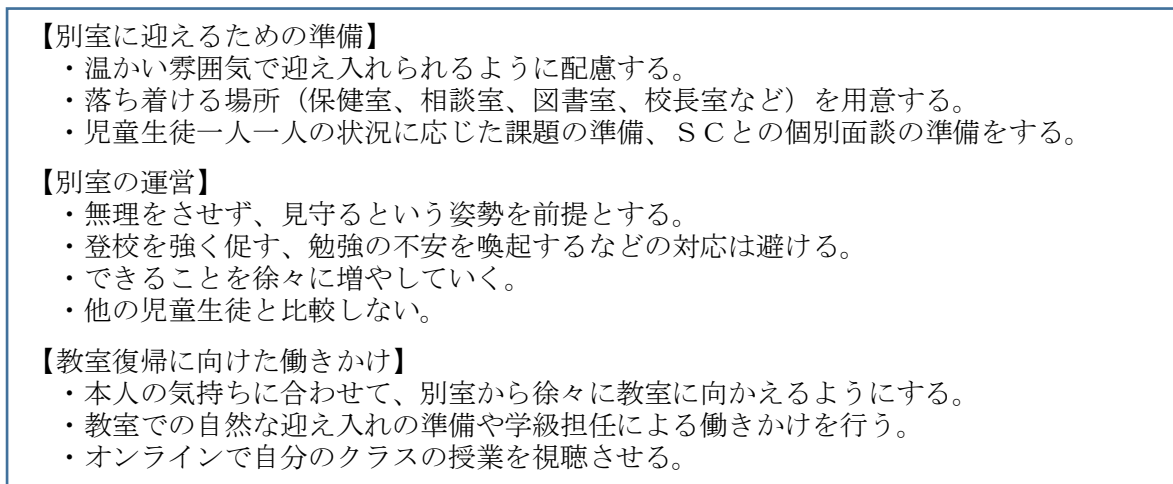 【別室に迎えるための準備】
・温かい雰囲気で迎え入れられるように配慮する。
・落ち着ける場所（保健室、相談室、図書室、校長室など）を用意する。
・児童生徒一人一人の状況に応じた課題の準備、ＳＣとの個別面談の準備をする。
【別室の運営】
・無理をさせず、見守るという姿勢を前提とする。
・登校を強く促す、勉強の不安を喚起するなどの対応は避ける。
・できることを徐々に増やしていく。
・他の児童生徒と比較しない。
【教室復帰に向けた働きかけ】
・本人の気持ちに合わせて、別室から徐々に教室に向かえるようにする。
・教室での自然な迎え入れの準備や学級担任による働きかけを行う。
・オンラインで自分のクラスの授業を視聴させる。